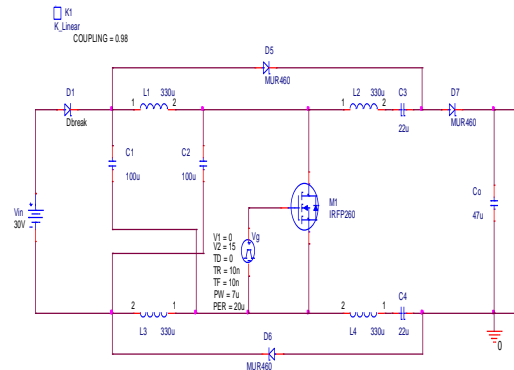 K1
K_Linear
COUPLING = 0.98
D5
MUR460
D1
Dbreak
L1 330u
1 2
L2 330u
1 2
C3
22u
D7
MUR460
C1
100u
C2
100u
M1
IRFP260
Vin
30V
Co
47u
V1 = 0
V2 = 15
TD = 0
TR = 10n
TF = 10n
PW = 7u
PER = 20u
Vg
2 1
L3 330u
2 1
L4 330u
C4
22u
0
D6
MUR460